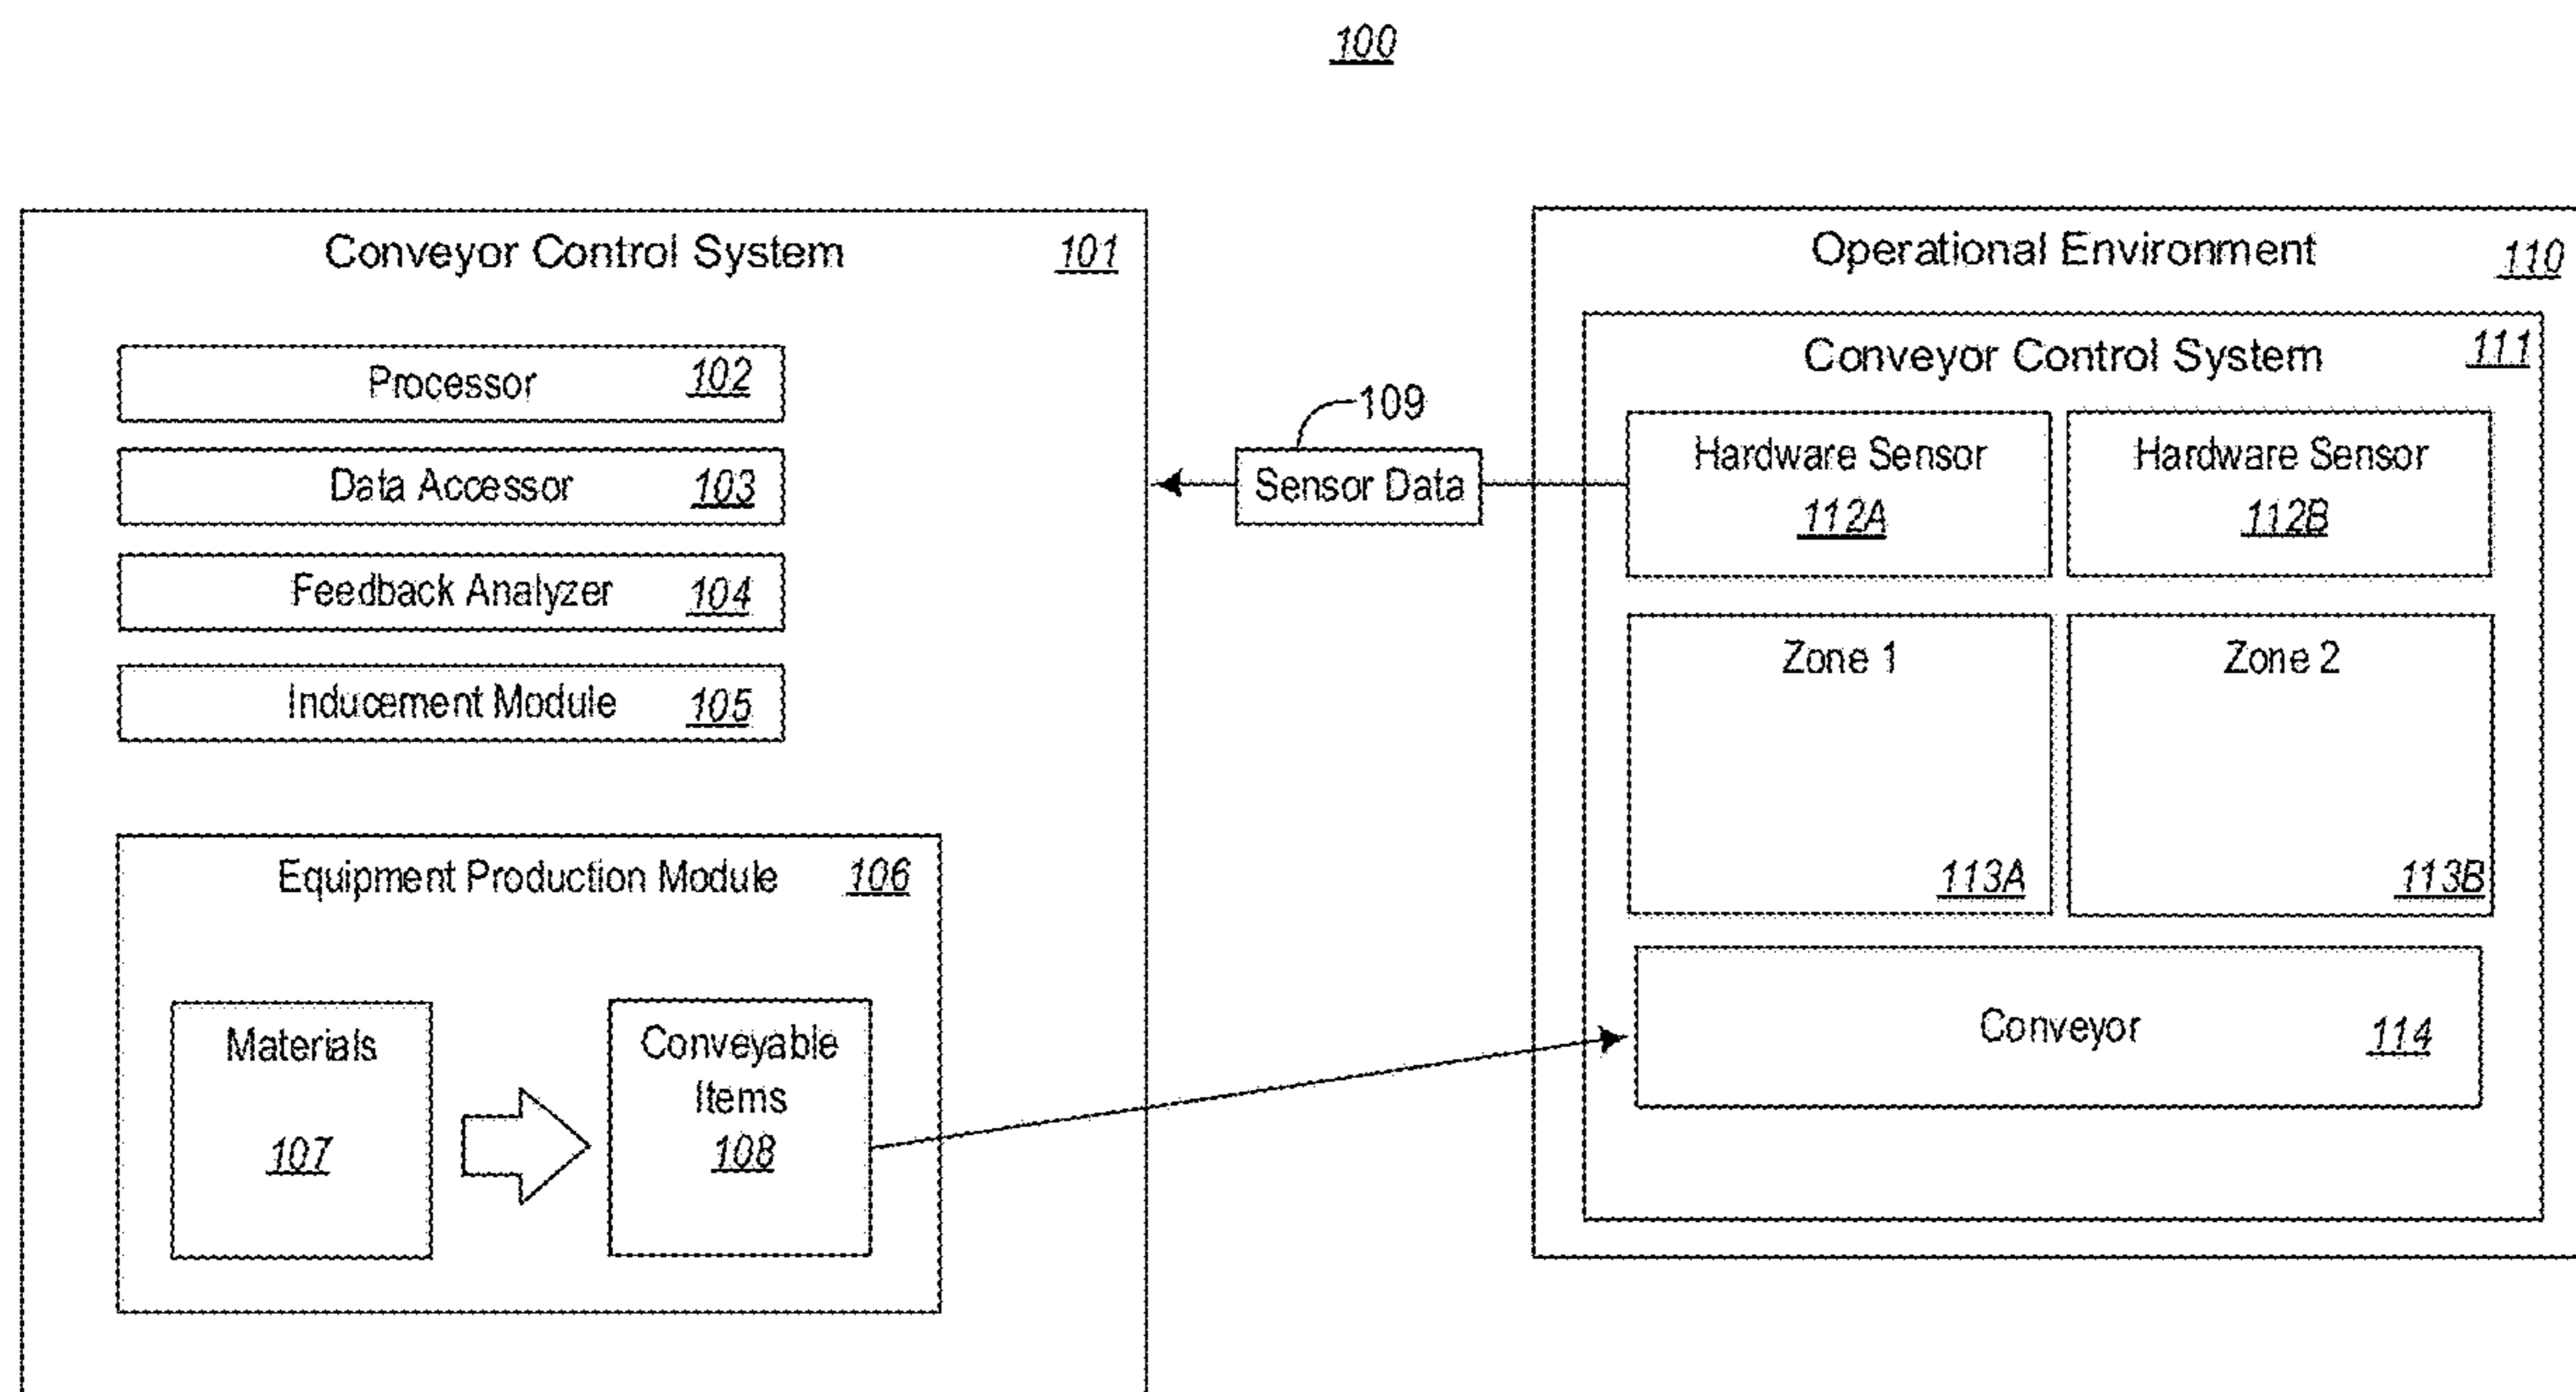 100
Conveyor Control System 101
Processor 102
Data Accessor 103
Feedback Analyzer 104
Inducement Module 105
Equipment Production Module 106
Materials
107
Conveyable
Items
108
109
Sensor Data
Operational Environment 110
Conveyor Control System 111
Hardware Sensor
112A
Hardware Sensor
112B
Zone 1
113A
Zone 2
113B
Conveyor 114